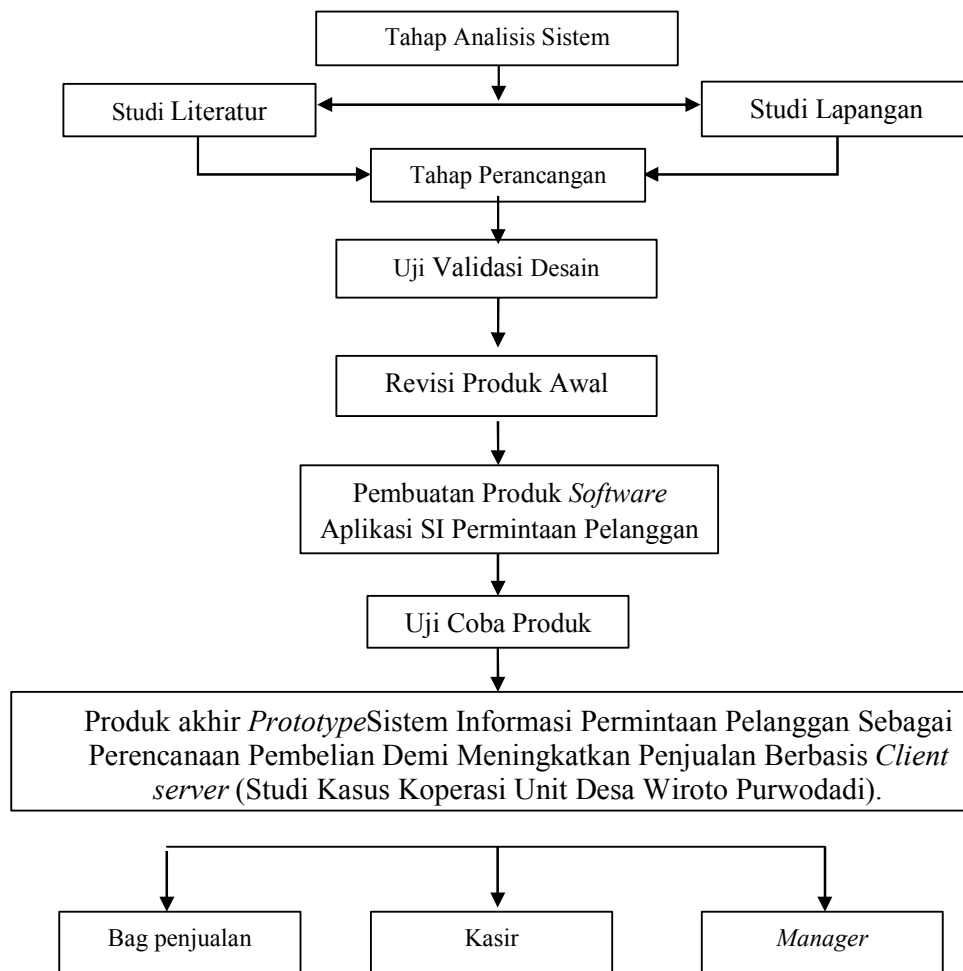 Tahap Analisis Sistem
Studi Literatur
Studi Lapangan
Tahap Perancangan
Uji Validasi Desain
Revisi Produk Awal
Pembuatan Produk Software
Aplikasi SI Permintaan Pelanggan
Uji Coba Produk
Produk akhir PrototypeSistem Informasi Permintaan Pelanggan Sebagai
Perencanaan Pembelian Demi Meningkatkan Penjualan Berbasis Client
server (Studi Kasus Koperasi Unit Desa Wiroto Purwodadi).
Bag penjualan
Kasir
Manager